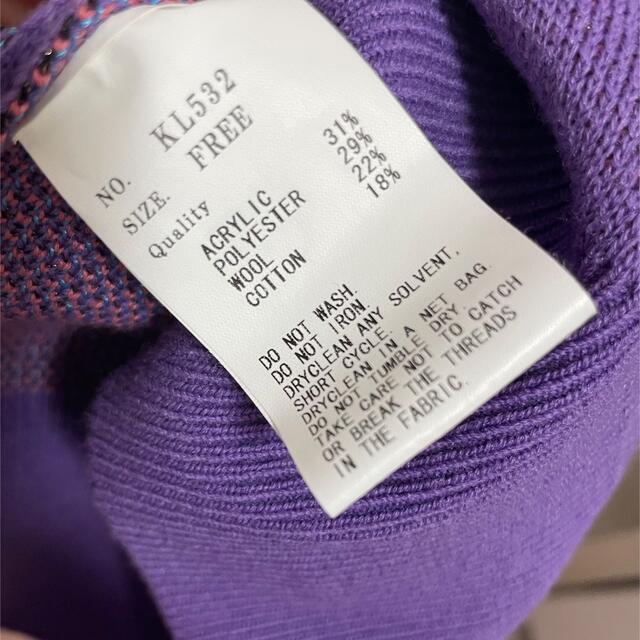 NO. KL532
SIZE. FREE
Quality
ACRYLIC 31%
POLYESTER 29%
WOOL 22%
COTTON 18%
DO NOT WASH.
DO NOT IRON.
DRYCLEAN ANY SOLVENT,
SHORT CYCLE.
DRYCLEAN IN A NET BAG.
DO NOT TUMBLE DRY.
TAKE CARE NOT TO CATCH
OR BREAK THE THREADS
IN THE FABRIC.